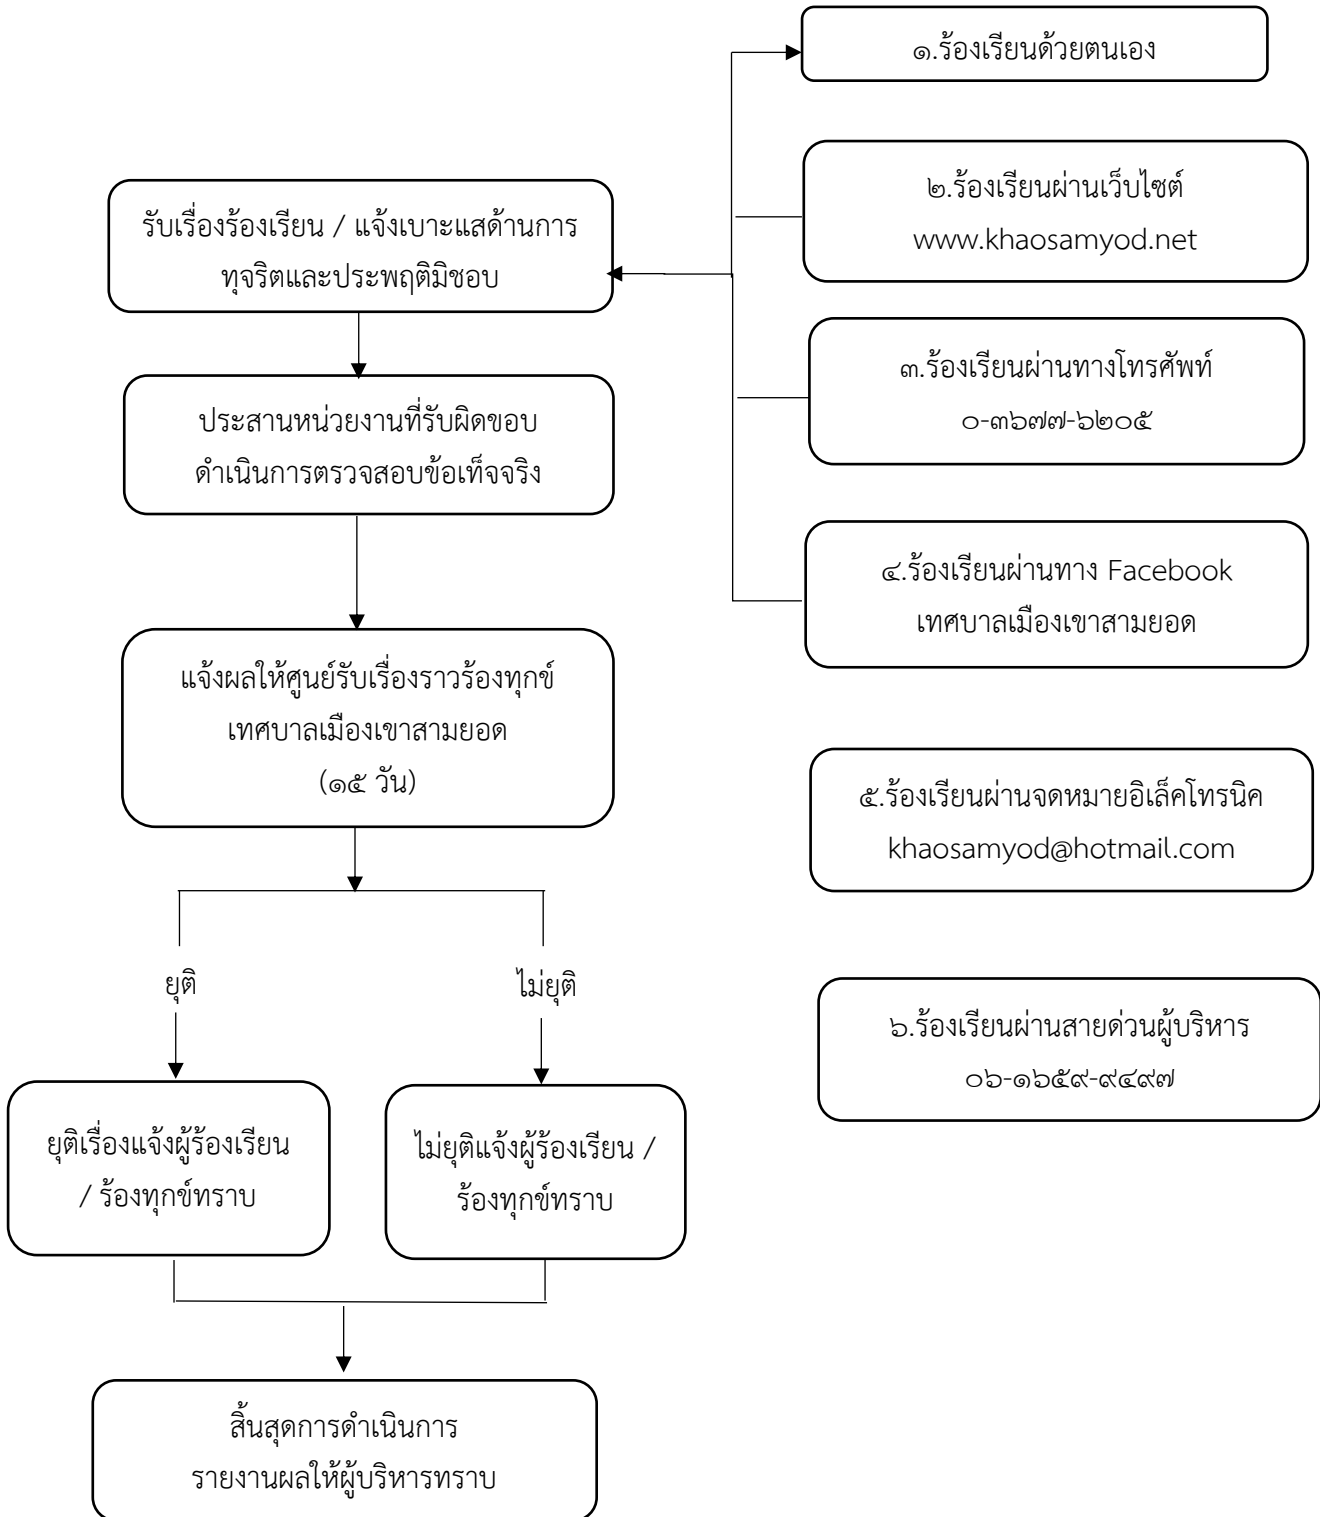 ๑.ร้องเรียนด้วยตนเอง
๒.ร้องเรียนผ่านเว็บไซต์
www.khaosamyod.net
รับเรื่องร้องเรียน / แจ้งเบาะแสด้านการ
ทุจริตและประพฤติมิชอบ
๓.ร้องเรียนผ่านทางโทรศัพท์
๐-๓๖๗๗-๖๒๐๕
ประสานหน่วยงานที่รับผิดขอบ
ดำเนินการตรวจสอบข้อเท็จจริง
๔.ร้องเรียนผ่านทาง Facebook
เทศบาลเมืองเขาสามยอด
แจ้งผลให้ศูนย์รับเรื่องราวร้องทุกข์
เทศบาลเมืองเขาสามยอด
(๑๕ วัน)
๕.ร้องเรียนผ่านจดหมายอิเล็คโทรนิค
khaosamyod@hotmail.com
ยุติ
ไม่ยุติ
๖.ร้องเรียนผ่านสายด่วนผู้บริหาร
๐๖-๑๖๕๙-๙๔๙๗
ยุติเรื่องแจ้งผู้ร้องเรียน
/ ร้องทุกข์ทราบ
ไม่ยุติแจ้งผู้ร้องเรียน /
ร้องทุกข์ทราบ
สิ้นสุดการดำเนินการ
รายงานผลให้ผู้บริหารทราบ